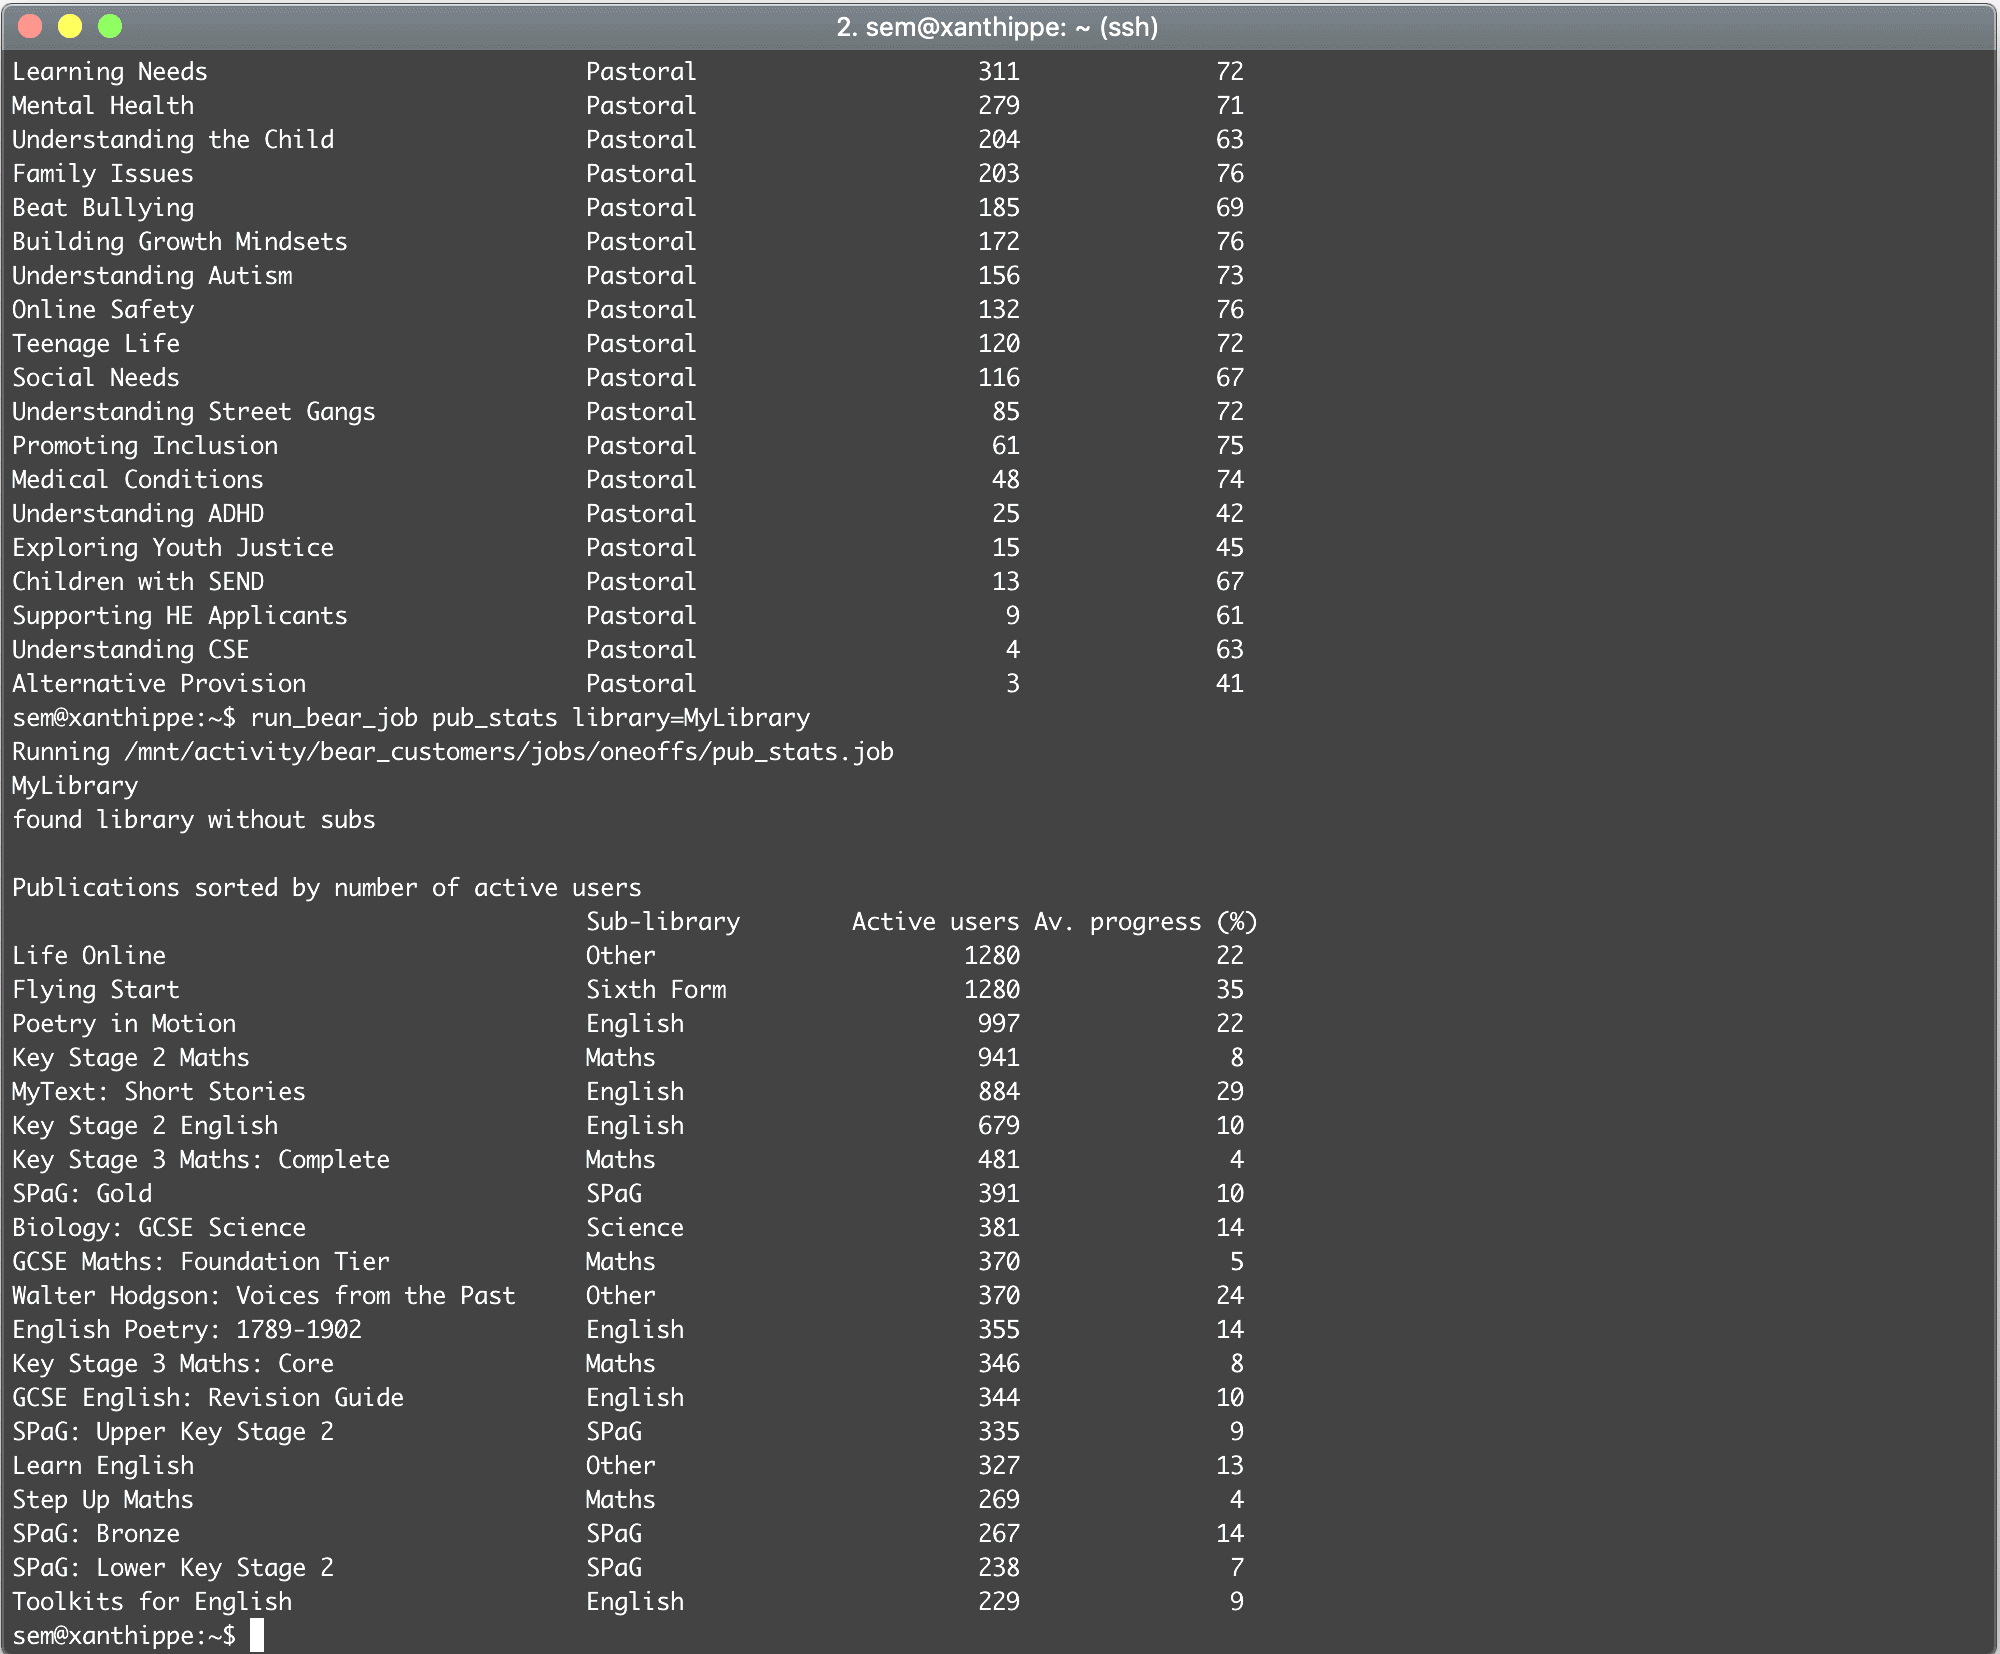 2. sem@xanthippe: ~ (ssh)
Learning Needs Pastoral 311 72
Mental Health Pastoral 279 71
Understanding the Child Pastoral 204 63
Family Issues Pastoral 203 76
Beat Bullying Pastoral 185 69
Building Growth Mindsets Pastoral 172 76
Understanding Autism Pastoral 156 73
Online Safety Pastoral 132 76
Teenage Life Pastoral 120 72
Social Needs Pastoral 116 67
Understanding Street Gangs Pastoral 85 72
Promoting Inclusion Pastoral 61 75
Medical Conditions Pastoral 48 74
Understanding ADHD Pastoral 25 42
Exploring Youth Justice Pastoral 15 45
Children with SEND Pastoral 13 67
Supporting HE Applicants Pastoral 9 61
Understanding CSE Pastoral 4 63
Alternative Provision Pastoral 3 41
sem@xanthippe:~$ run_bear_job pub_stats library=MyLibrary
Running /mnt/activity/bear_customers/jobs/oneoffs/pub_stats.job
MyLibrary
found library without subs
Publications sorted by number of active users
Sub-library Active users Av. progress (%)
Life Online Other 1280 22
Flying Start Sixth Form 1280 35
Poetry in Motion English 997 22
Key Stage 2 Maths Maths 941 8
MyText: Short Stories English 884 29
Key Stage 2 English English 679 10
Key Stage 3 Maths: Complete Maths 481 4
SPaG: Gold SPaG 391 10
Biology: GCSE Science Science 381 14
GCSE Maths: Foundation Tier Maths 370 5
Walter Hodgson: Voices from the Past Other 370 24
English Poetry: 1789-1902 English 355 14
Key Stage 3 Maths: Core Maths 346 8
GCSE English: Revision Guide English 344 10
SPaG: Upper Key Stage 2 SPaG 335 9
Learn English Other 327 13
Step Up Maths Maths 269 4
SPaG: Bronze SPaG 267 14
SPaG: Lower Key Stage 2 SPaG 238 7
Toolkits for English English 229 9
sem@xanthippe:~$